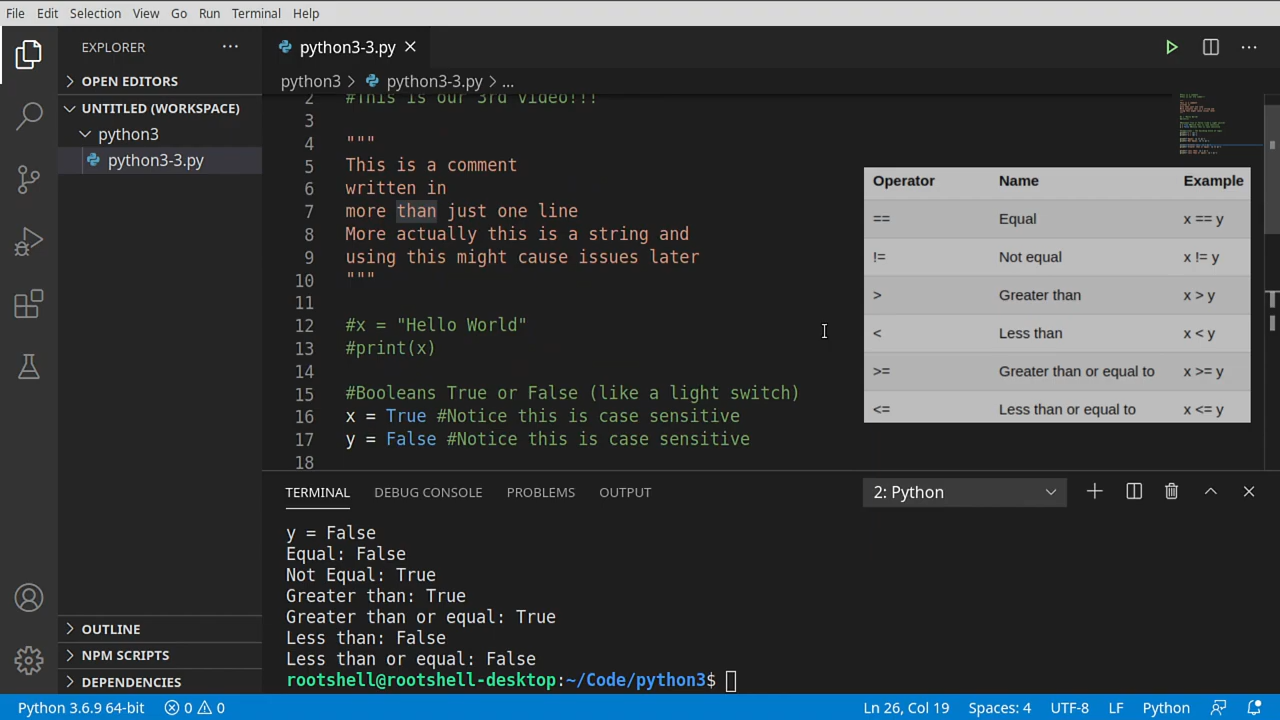 File Edit Selection View Go Run Terminal Help
EXPLORER
OPEN EDITORS
UNTITLED (WORKSPACE)
python3
python3-3.py
OUTLINE
NPM SCRIPTS
DEPENDENCIES
python3-3.py
python3 > python3-3.py > ...
2 #This is our 3rd video!!!
3
4 """
5 This is a comment
6 written in
7 more than just one line
8 More actually this is a string and
9 using this might cause issues later
10 """
11
12 #x = "Hello World"
13 #print(x)
14
15 #Booleans True or False (like a light switch)
16 x = True #Notice this is case sensitive
17 y = False #Notice this is case sensitive
18
Operator Name Example
== Equal x == y
!= Not equal x != y
> Greater than x > y
< Less than x < y
>= Greater than or equal to x >= y
<= Less than or equal to x <= y
TERMINAL DEBUG CONSOLE PROBLEMS OUTPUT 2: Python
y = False
Equal: False
Not Equal: True
Greater than: True
Greater than or equal: True
Less than: False
Less than or equal: False
rootshell@rootshell-desktop:~/Code/python3$
Python 3.6.9 64-bit 0 0 Ln 26, Col 19 Spaces: 4 UTF-8 LF Python